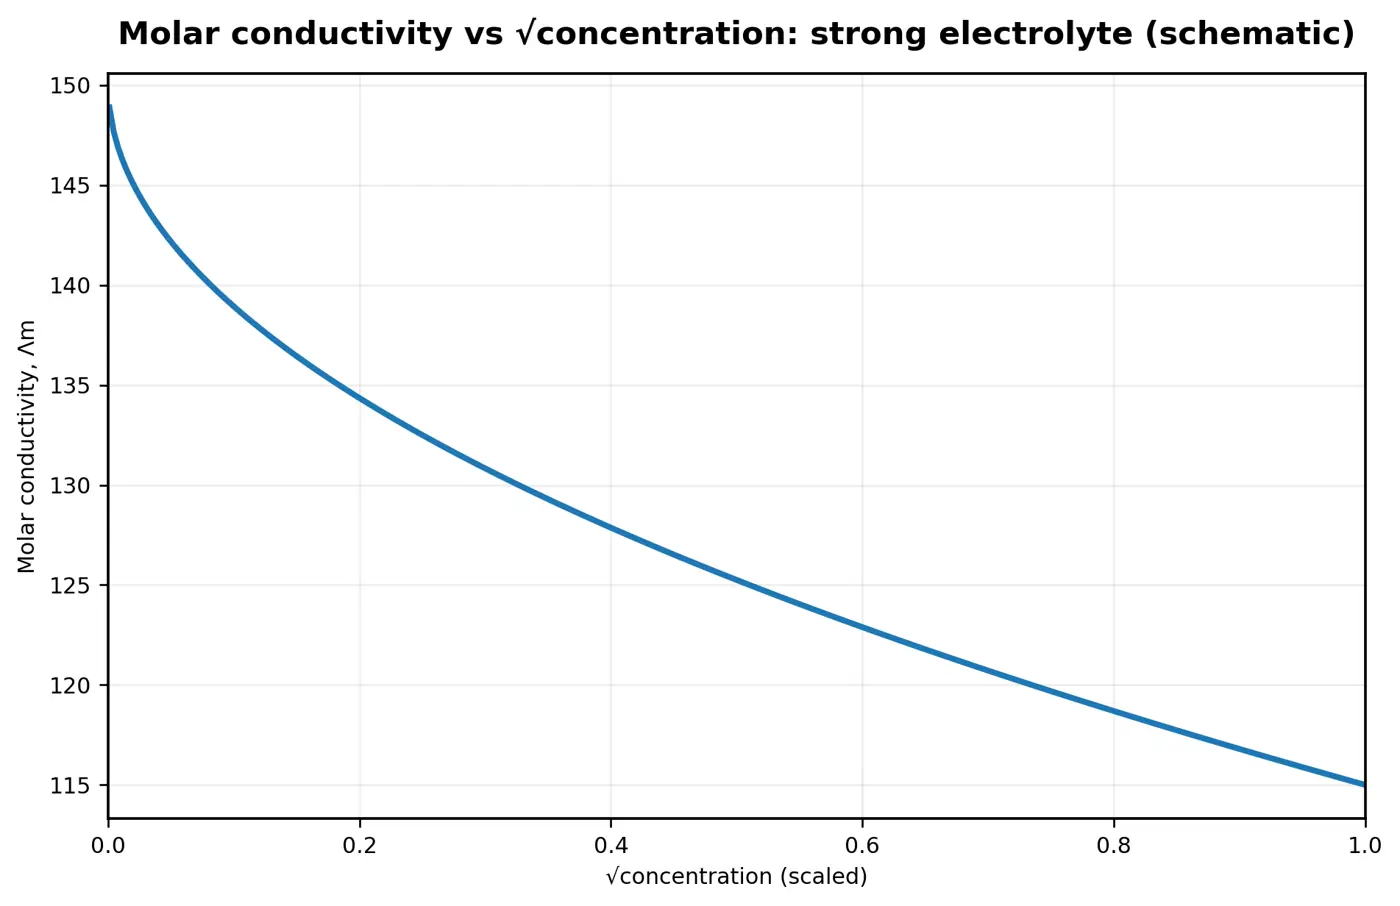 Molar conductivity vs √concentration: strong electrolyte (schematic)
150
145
140
135
130
125
120
115
Molar conductivity, Λm
0.0 0.2 0.4 0.6 0.8 1.0
√concentration (scaled)